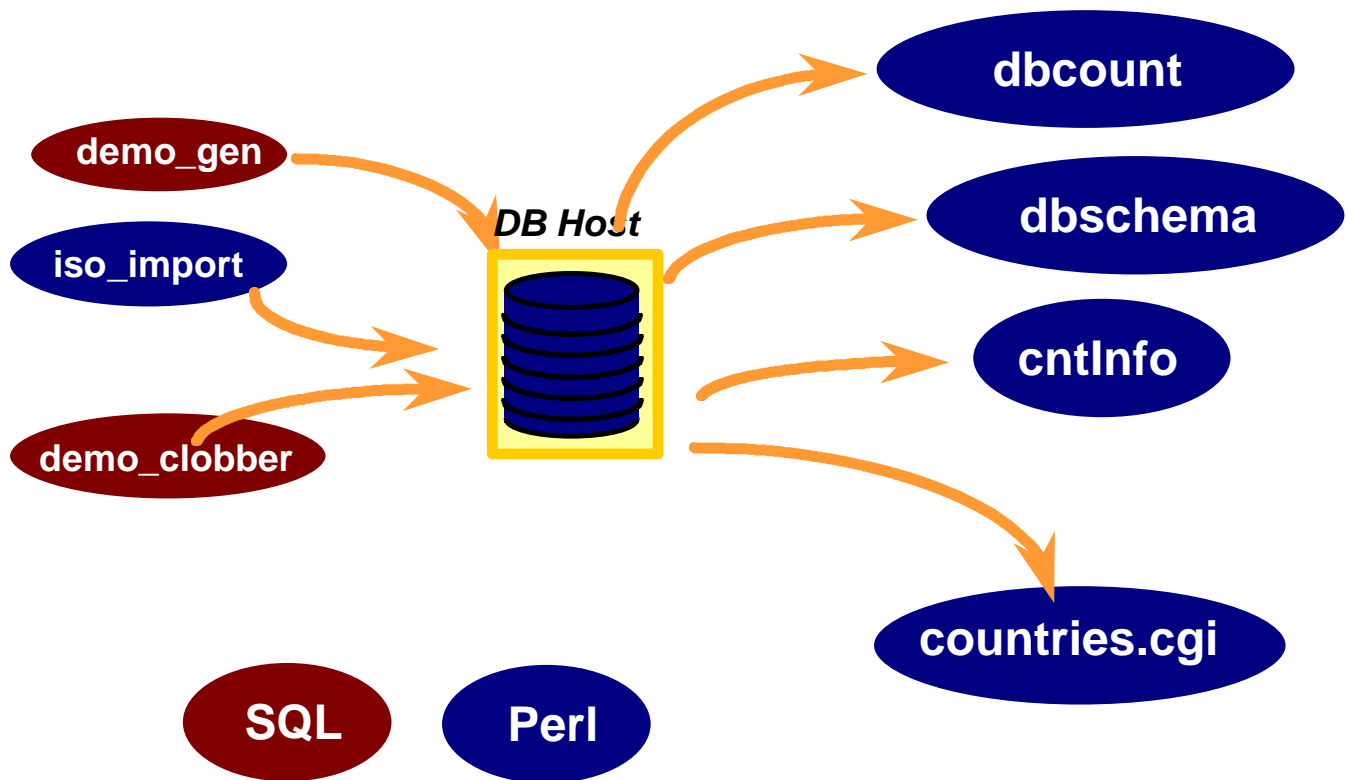 dbcount
demo_gen
dbschema
DB Host
iso_import
cntInfo
demo_clobber
countries.cgi
SQL
Perl